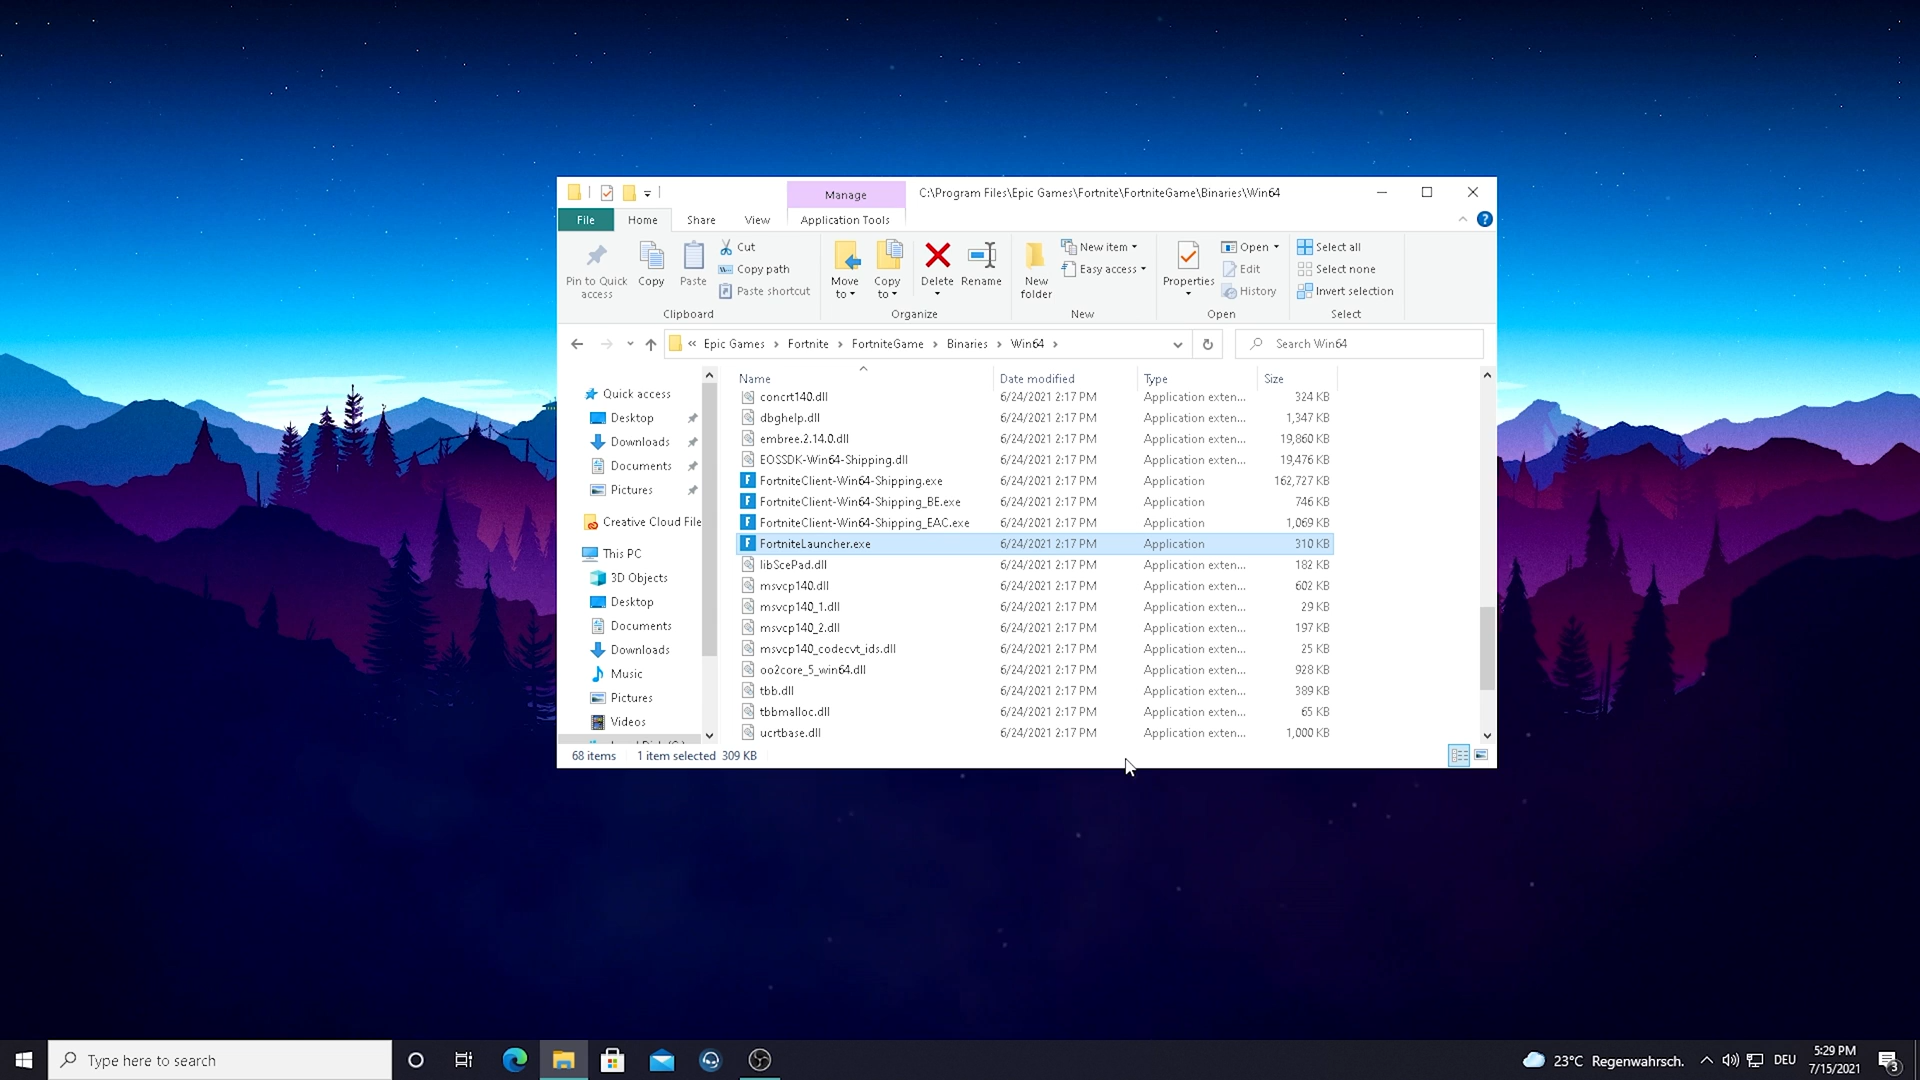 Manage
C:\Program Files\Epic Games\Fortnite\FortniteGame\Binaries\Win64
File Home Share View Application Tools
Pin to Quick access
Copy
Paste
Cut
Copy path
Paste shortcut
Clipboard
Move to
Copy to
Delete
Rename
Organize
New folder
New item
Easy access
New
Properties
Open
Edit
History
Open
Select all
Select none
Invert selection
Select
« Epic Games > Fortnite > FortniteGame > Binaries > Win64 >
Search Win64
Quick access
Desktop
Downloads
Documents
Pictures
Creative Cloud File
This PC
3D Objects
Desktop
Documents
Downloads
Music
Pictures
Videos
Name Date modified Type Size
concrt140.dll 6/24/2021 2:17 PM Application exten... 324 KB
dbghelp.dll 6/24/2021 2:17 PM Application exten... 1,347 KB
embree.2.14.0.dll 6/24/2021 2:17 PM Application exten... 19,860 KB
EOSSDK-Win64-Shipping.dll 6/24/2021 2:17 PM Application exten... 19,476 KB
FortniteClient-Win64-Shipping.exe 6/24/2021 2:17 PM Application 162,727 KB
FortniteClient-Win64-Shipping_BE.exe 6/24/2021 2:17 PM Application 746 KB
FortniteClient-Win64-Shipping_EAC.exe 6/24/2021 2:17 PM Application 1,069 KB
FortniteLauncher.exe 6/24/2021 2:17 PM Application 310 KB
libScePad.dll 6/24/2021 2:17 PM Application exten... 182 KB
msvcp140.dll 6/24/2021 2:17 PM Application exten... 602 KB
msvcp140_1.dll 6/24/2021 2:17 PM Application exten... 29 KB
msvcp140_2.dll 6/24/2021 2:17 PM Application exten... 197 KB
msvcp140_codecvt_ids.dll 6/24/2021 2:17 PM Application exten... 25 KB
oo2core_5_win64.dll 6/24/2021 2:17 PM Application exten... 928 KB
tbb.dll 6/24/2021 2:17 PM Application exten... 389 KB
tbbmalloc.dll 6/24/2021 2:17 PM Application exten... 65 KB
ucrtbase.dll 6/24/2021 2:17 PM Application exten... 1,000 KB
68 items 1 item selected 309 KB
Type here to search
23°C Regenwahrsch.
DEU
5:29 PM
7/15/2021
3